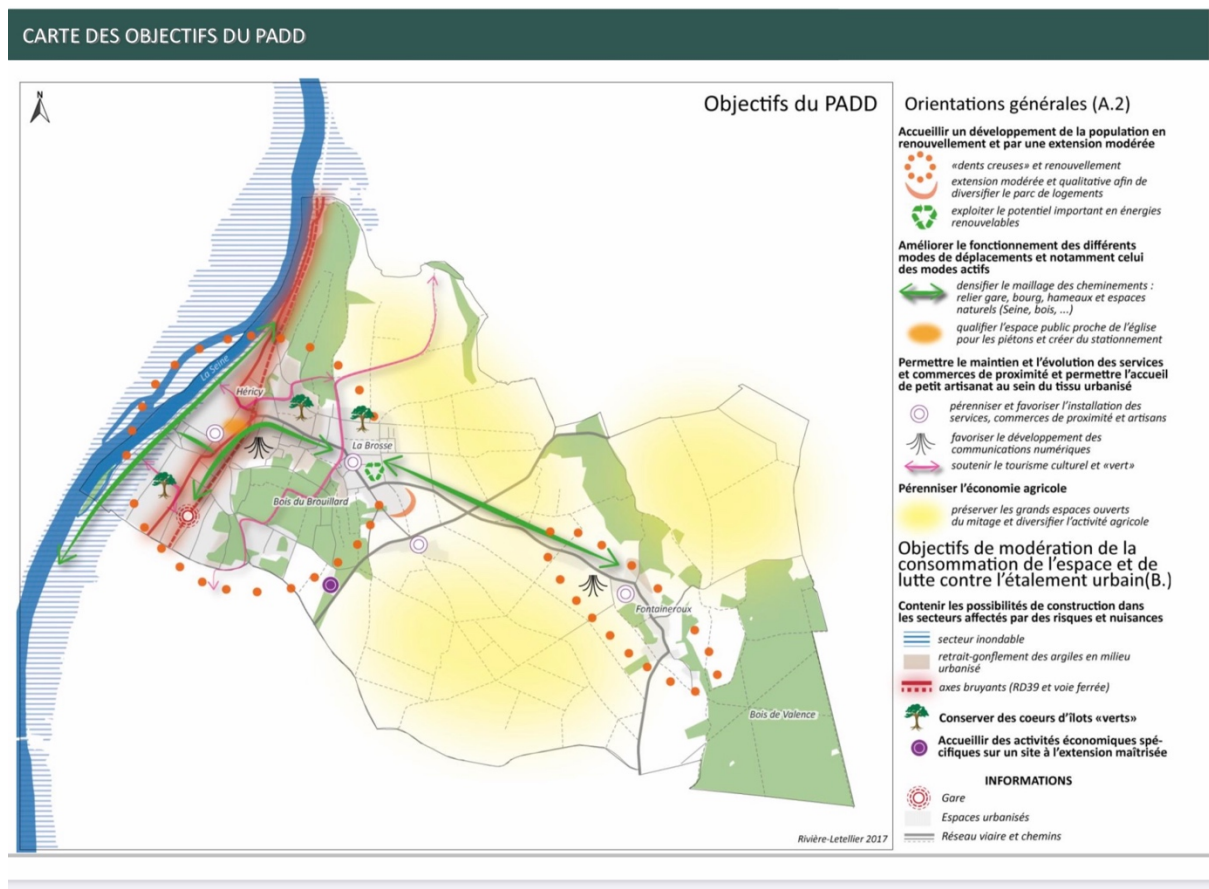 CARTE DES OBJECTIFS DU PADD
N
Objectifs du PADD
La Seine
Héricy
La Brosse
Bois du Brouillard
Fontaineroux
Bois de Valence
Rivière-Letellier 2017
Orientations générales (A.2)
Accueillir un développement de la population en
renouvellement et par une extension modérée
«dents creuses» et renouvellement
extension modérée et qualitative afin de
diversifier le parc de logements
exploiter le potentiel important en énergies
renouvelables
Améliorer le fonctionnement des différents
modes de déplacements et notamment celui
des modes actifs
densifier le maillage des cheminements :
relier gare, bourg, hameaux et espaces
naturels (Seine, bois, ...)
qualifier l'espace public proche de l'église
pour les piétons et créer du stationnement
Permettre le maintien et l'évolution des services
et commerces de proximité et permettre l'accueil
de petit artisanat au sein du tissu urbanisé
pérenniser et favoriser l'installation des
services, commerces de proximité et artisans
favoriser le développement des
communications numériques
soutenir le tourisme culturel et «vert»
Pérenniser l'économie agricole
préserver les grands espaces ouverts
du mitage et diversifier l'activité agricole
Objectifs de modération de la
consommation de l'espace et de
lutte contre l'étalement urbain(B.)
Contenir les possibilités de construction dans
les secteurs affectés par des risques et nuisances
secteur inondable
retrait-gonflement des argiles en milieu
urbanisé
axes bruyants (RD39 et voie ferrée)
Conserver des coeurs d'îlots «verts»
Accueillir des activités économiques spé-
cifiques sur un site à l'extension maîtrisée
INFORMATIONS
Gare
Espaces urbanisés
Réseau viaire et chemins